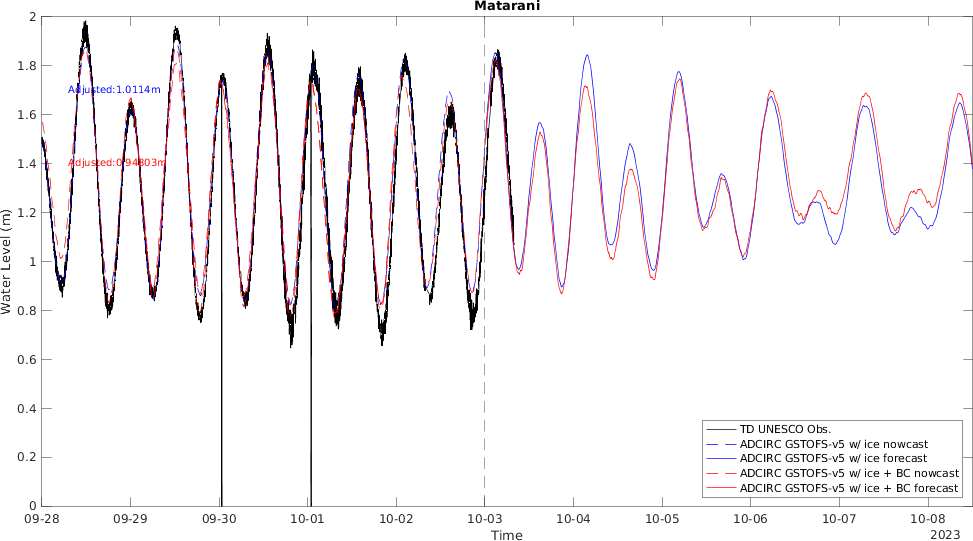 Matarani
2
1.8
1.6
1.4
1.2
1
0.8
0.6
0.4
0.2
0
Water Level (m)
Adjusted:1.0114m
Adjusted:0.94803m
TD UNESCO Obs.
ADCIRC GSTOFS-v5 w/ ice nowcast
ADCIRC GSTOFS-v5 w/ ice forecast
ADCIRC GSTOFS-v5 w/ ice + BC nowcast
ADCIRC GSTOFS-v5 w/ ice + BC forecast
09-28 09-29 09-30 10-01 10-02 10-03 10-04 10-05 10-06 10-07 10-08
2023
Time